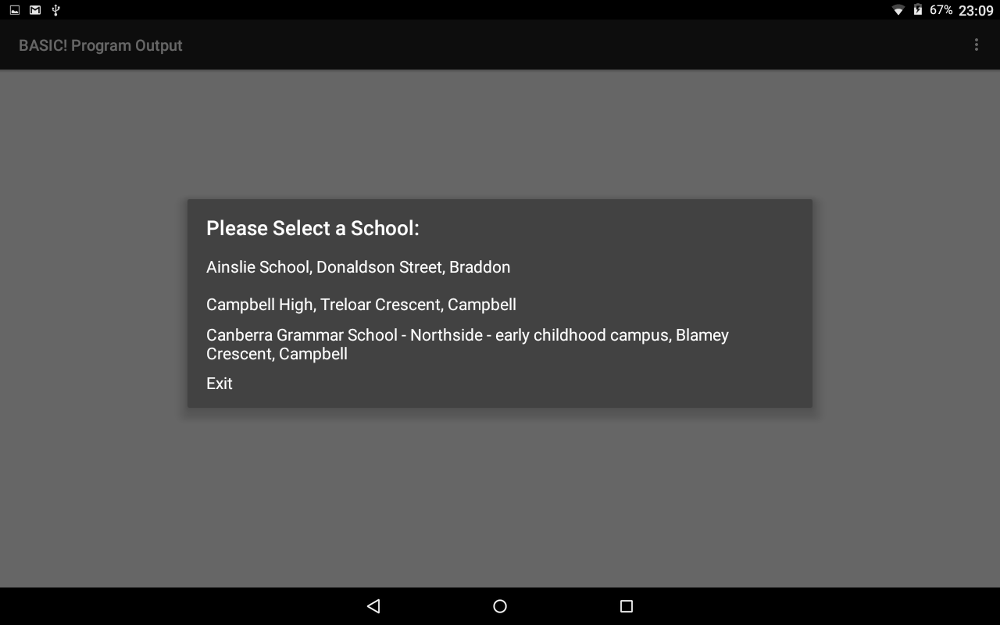 67% 23:09
BASIC! Program Output
Please Select a School:
Ainslie School, Donaldson Street, Braddon
Campbell High, Treloar Crescent, Campbell
Canberra Grammar School - Northside - early childhood campus, Blamey
Crescent, Campbell
Exit